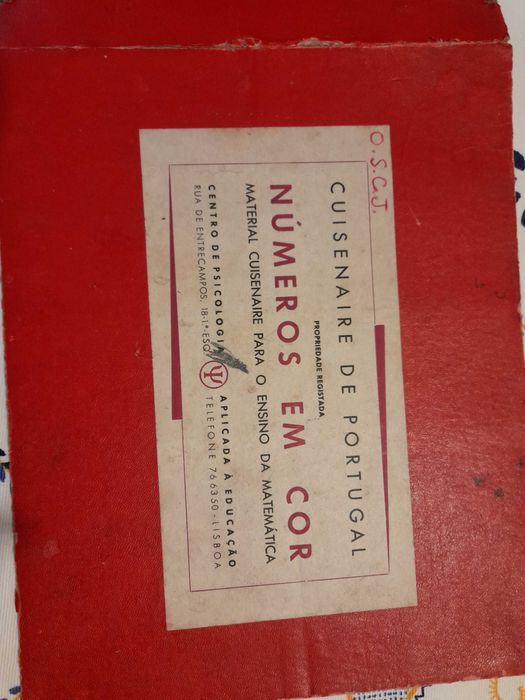 O.S.C.J.
CUISENAIRE DE PORTUGAL
PROPRIEDADE REGISTADA
NÚMEROS EM COR
MATERIAL CUISENAIRE PARA O ENSINO DA MATEMÁTICA
CENTRO DE PSICOLOGIA Ψ APLICADA À EDUCAÇÃO
RUA DE ENTRECAMPOS, 18-1.º-ESQ. TELEFONE 766350-LISBOA